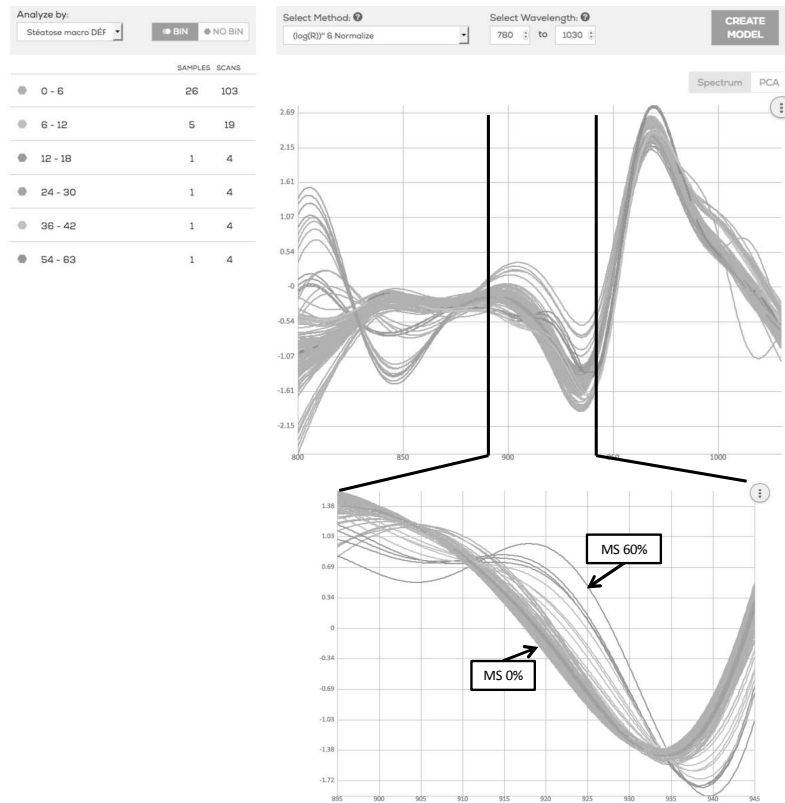 Analyze by:
Stéatose macro DÉF
BIN
NO BIN
SAMPLES SCANS
0 - 6 26 103
6 - 12 5 19
12 - 18 1 4
24 - 30 1 4
36 - 42 1 4
54 - 63 1 4
Select Method:
(log(R))" & Normalize
Select Wavelength:
780 to 1030
CREATE
MODEL
Spectrum PCA
2.69
2.15
1.61
1.07
0.54
-0
-0.54
-1.07
-1.61
-2.15
800 850 900 950 1000
1.38
1.03
0.69
0.34
0
-0.34
-0.69
-1.03
-1.38
-1.72
MS 60%
MS 0%
895 900 905 910 915 920 925 930 935 940 945